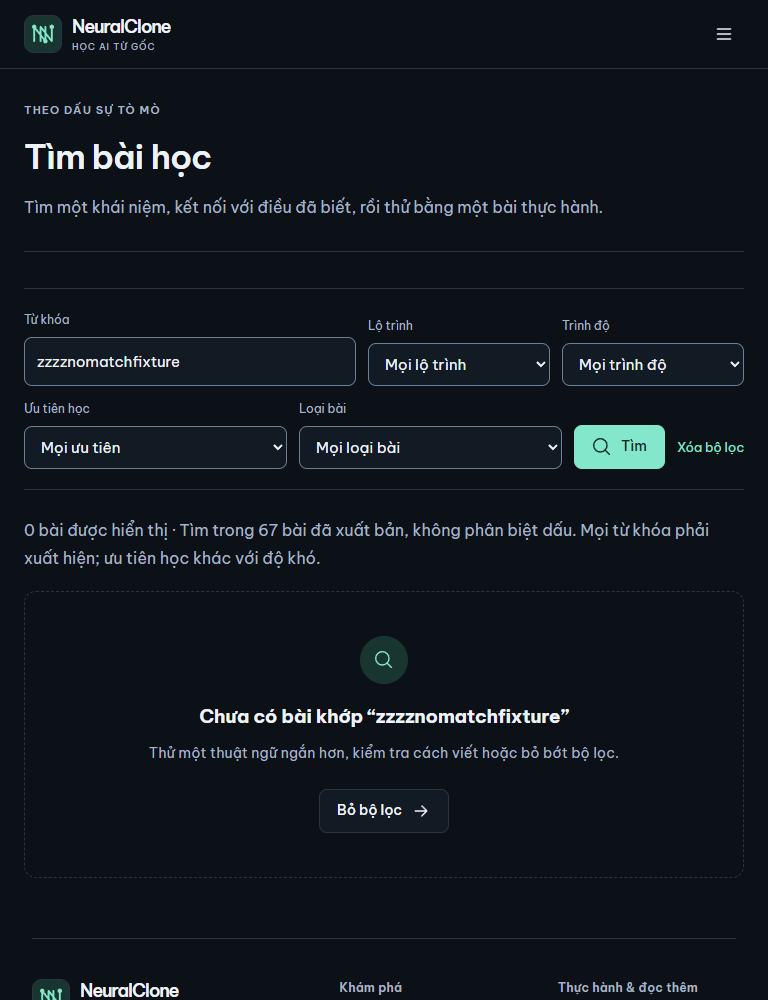 NeuralClone
HỌC AI TỪ GỐC
THEO DẤU SỰ TÒ MÒ
Tìm bài học
Tìm một khái niệm, kết nối với điều đã biết, rồi thử bằng một bài thực hành.
Từ khóa
Lộ trình
Trình độ
zzzznomatchfixture
Mọi lộ trình
Mọi trình độ
Ưu tiên học
Loại bài
Mọi ưu tiên
Mọi loại bài
Tìm
Xóa bộ lọc
0 bài được hiển thị · Tìm trong 67 bài đã xuất bản, không phân biệt dấu. Mọi từ khóa phải
xuất hiện; ưu tiên học khác với độ khó.
Chưa có bài khớp “zzzznomatchfixture”
Thử một thuật ngữ ngắn hơn, kiểm tra cách viết hoặc bỏ bớt bộ lọc.
Bỏ bộ lọc
NeuralClone
Khám phá
Thực hành & đọc thêm